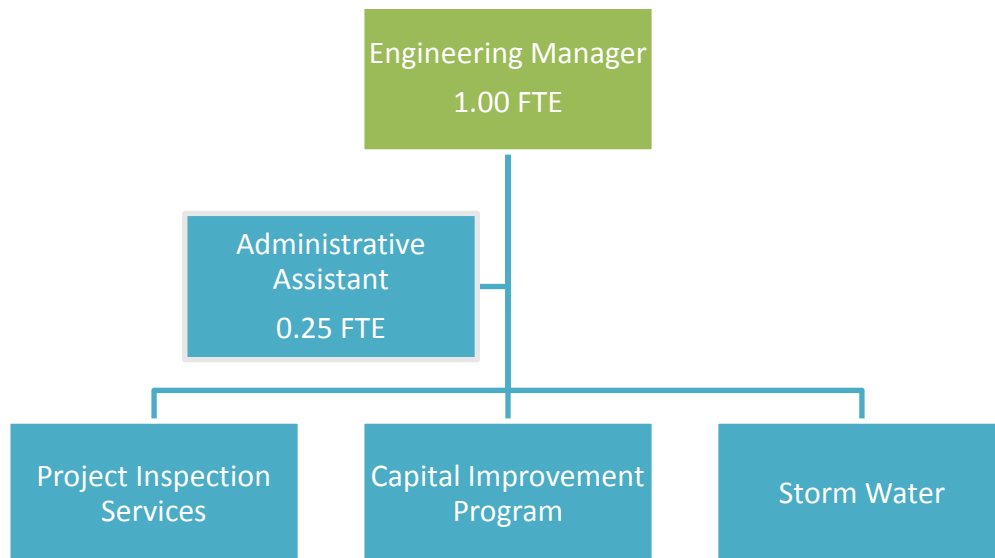 Engineering Manager
1.00 FTE
Administrative
Assistant
0.25 FTE
Project Inspection
Services
Capital Improvement
Program
Storm Water